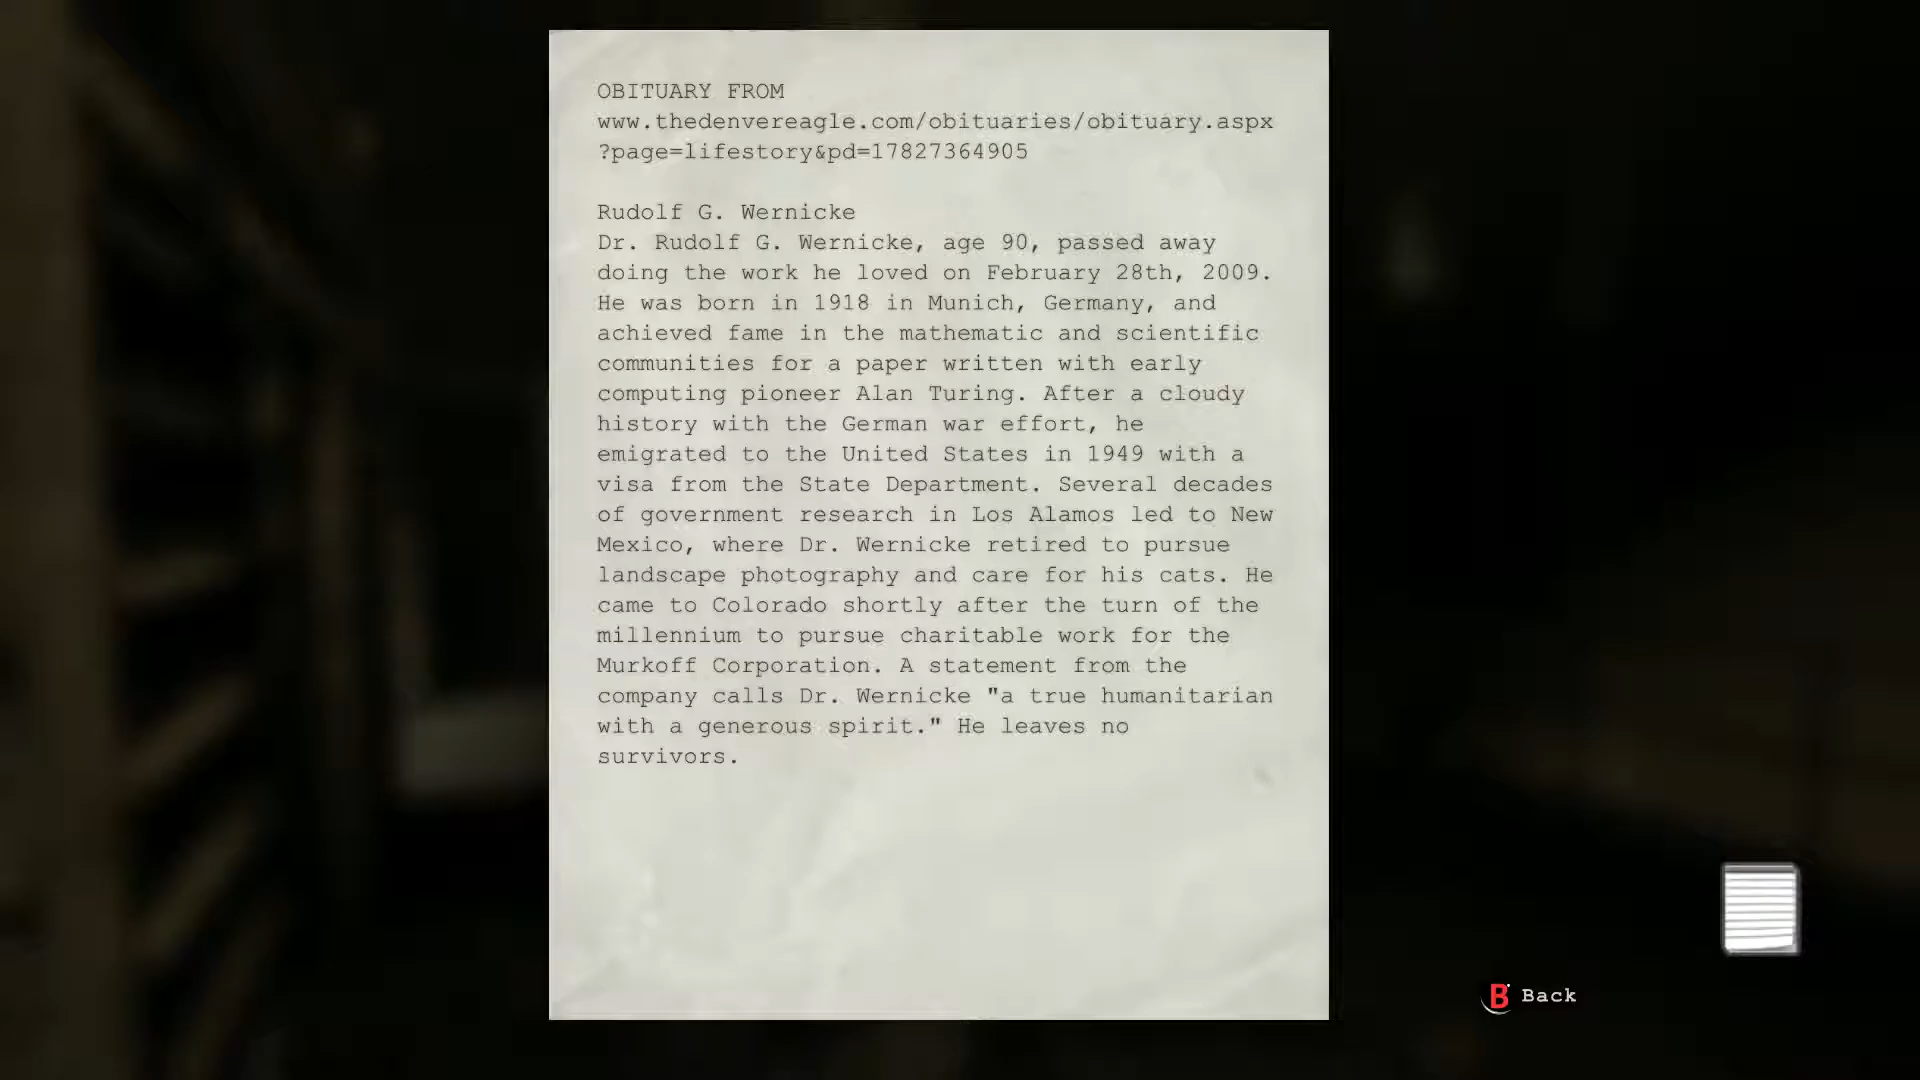 OBITUARY FROM
www.thedenvereagle.com/obituaries/obituary.aspx
?page=lifestory&pd=17827364905
Rudolf G. Wernicke
Dr. Rudolf G. Wernicke, age 90, passed away
doing the work he loved on February 28th, 2009.
He was born in 1918 in Munich, Germany, and
achieved fame in the mathematic and scientific
communities for a paper written with early
computing pioneer Alan Turing. After a cloudy
history with the German war effort, he
emigrated to the United States in 1949 with a
visa from the State Department. Several decades
of government research in Los Alamos led to New
Mexico, where Dr. Wernicke retired to pursue
landscape photography and care for his cats. He
came to Colorado shortly after the turn of the
millennium to pursue charitable work for the
Murkoff Corporation. A statement from the
company calls Dr. Wernicke "a true humanitarian
with a generous spirit." He leaves no
survivors.
B Back